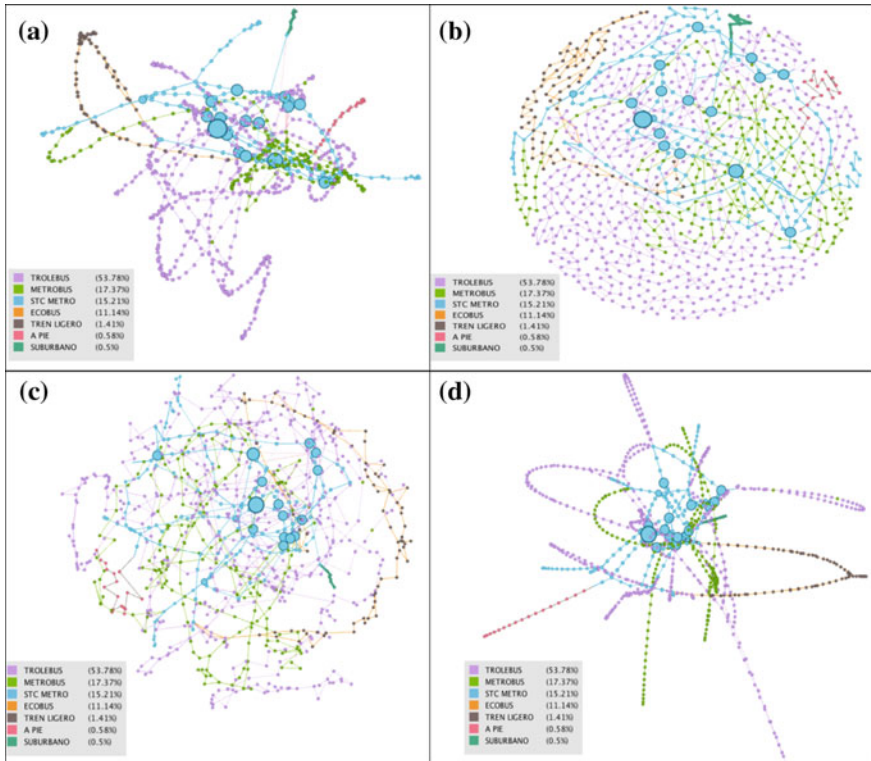 (a)
TROLEBUS (53.78%)
METROBUS (17.37%)
STC METRO (15.21%)
ECOBUS (11.14%)
TREN LIGERO (1.41%)
A PIE (0.58%)
SUBURBANO (0.5%)
(b)
TROLEBUS (53.78%)
METROBUS (17.37%)
STC METRO (15.21%)
ECOBUS (11.14%)
TREN LIGERO (1.41%)
A PIE (0.58%)
SUBURBANO (0.5%)
(c)
TROLEBUS (53.78%)
METROBUS (17.37%)
STC METRO (15.21%)
ECOBUS (11.14%)
TREN LIGERO (1.41%)
A PIE (0.58%)
SUBURBANO (0.5%)
(d)
TROLEBUS (53.78%)
METROBUS (17.37%)
STC METRO (15.21%)
ECOBUS (11.14%)
TREN LIGERO (1.41%)
A PIE (0.58%)
SUBURBANO (0.5%)